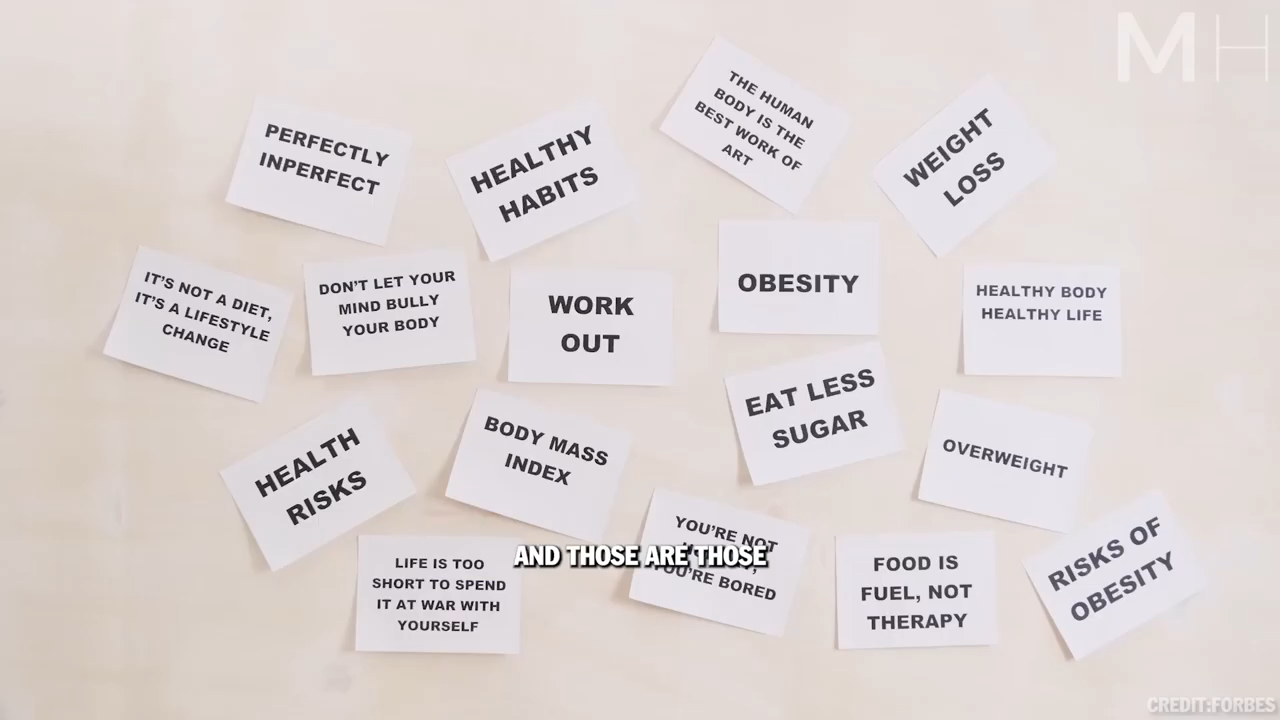 MH
THE HUMAN
BODY IS THE
BEST WORK OF
ART
PERFECTLY
INPERFECT
HEALTHY
HABITS
WEIGHT
LOSS
IT'S NOT A DIET,
IT'S A LIFESTYLE
CHANGE
DON'T LET YOUR
MIND BULLY
YOUR BODY
WORK
OUT
OBESITY
HEALTHY BODY
HEALTHY LIFE
EAT LESS
SUGAR
HEALTH
RISKS
BODY MASS
INDEX
OVERWEIGHT
LIFE IS TOO
SHORT TO SPEND
IT AT WAR WITH
YOURSELF
YOU'RE NOT
YOU'RE BORED
FOOD IS
FUEL, NOT
THERAPY
RISKS OF
OBESITY
AND THOSE ARE THOSE
CREDIT:FORBES